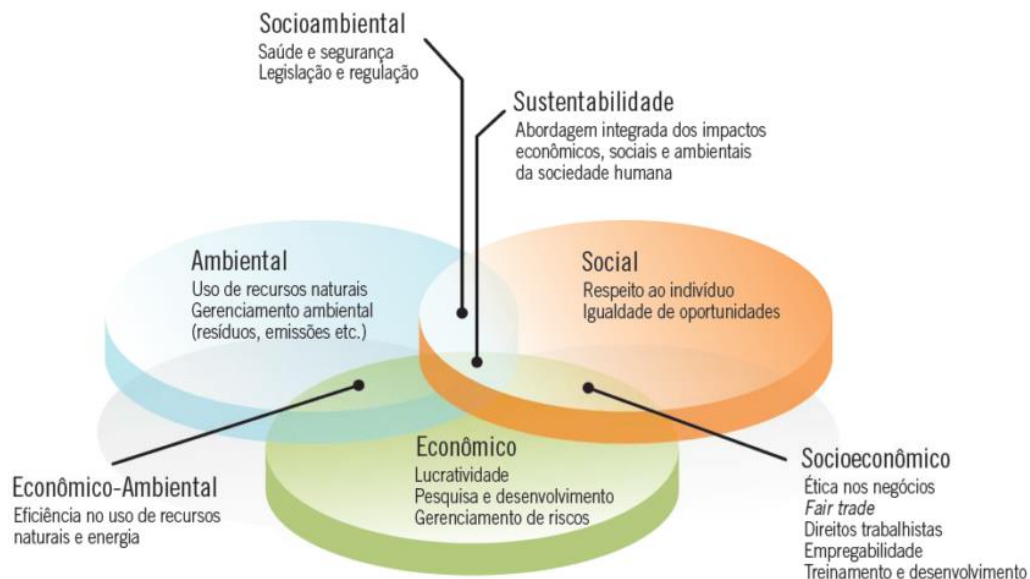 Socioambiental
Saúde e segurança
Legislação e regulação
Sustentabilidade
Abordagem integrada dos impactos
econômicos, sociais e ambientais
da sociedade humana
Ambiental
Uso de recursos naturais
Gerenciamento ambiental
(resíduos, emissões etc.)
Social
Respeito ao indivíduo
Igualdade de oportunidades
Econômico
Lucratividade
Pesquisa e desenvolvimento
Gerenciamento de riscos
Econômico-Ambiental
Eficiência no uso de recursos
naturais e energia
Socioeconômico
Ética nos negócios
Fair trade
Direitos trabalhistas
Empregabilidade
Treinamento e desenvolvimento